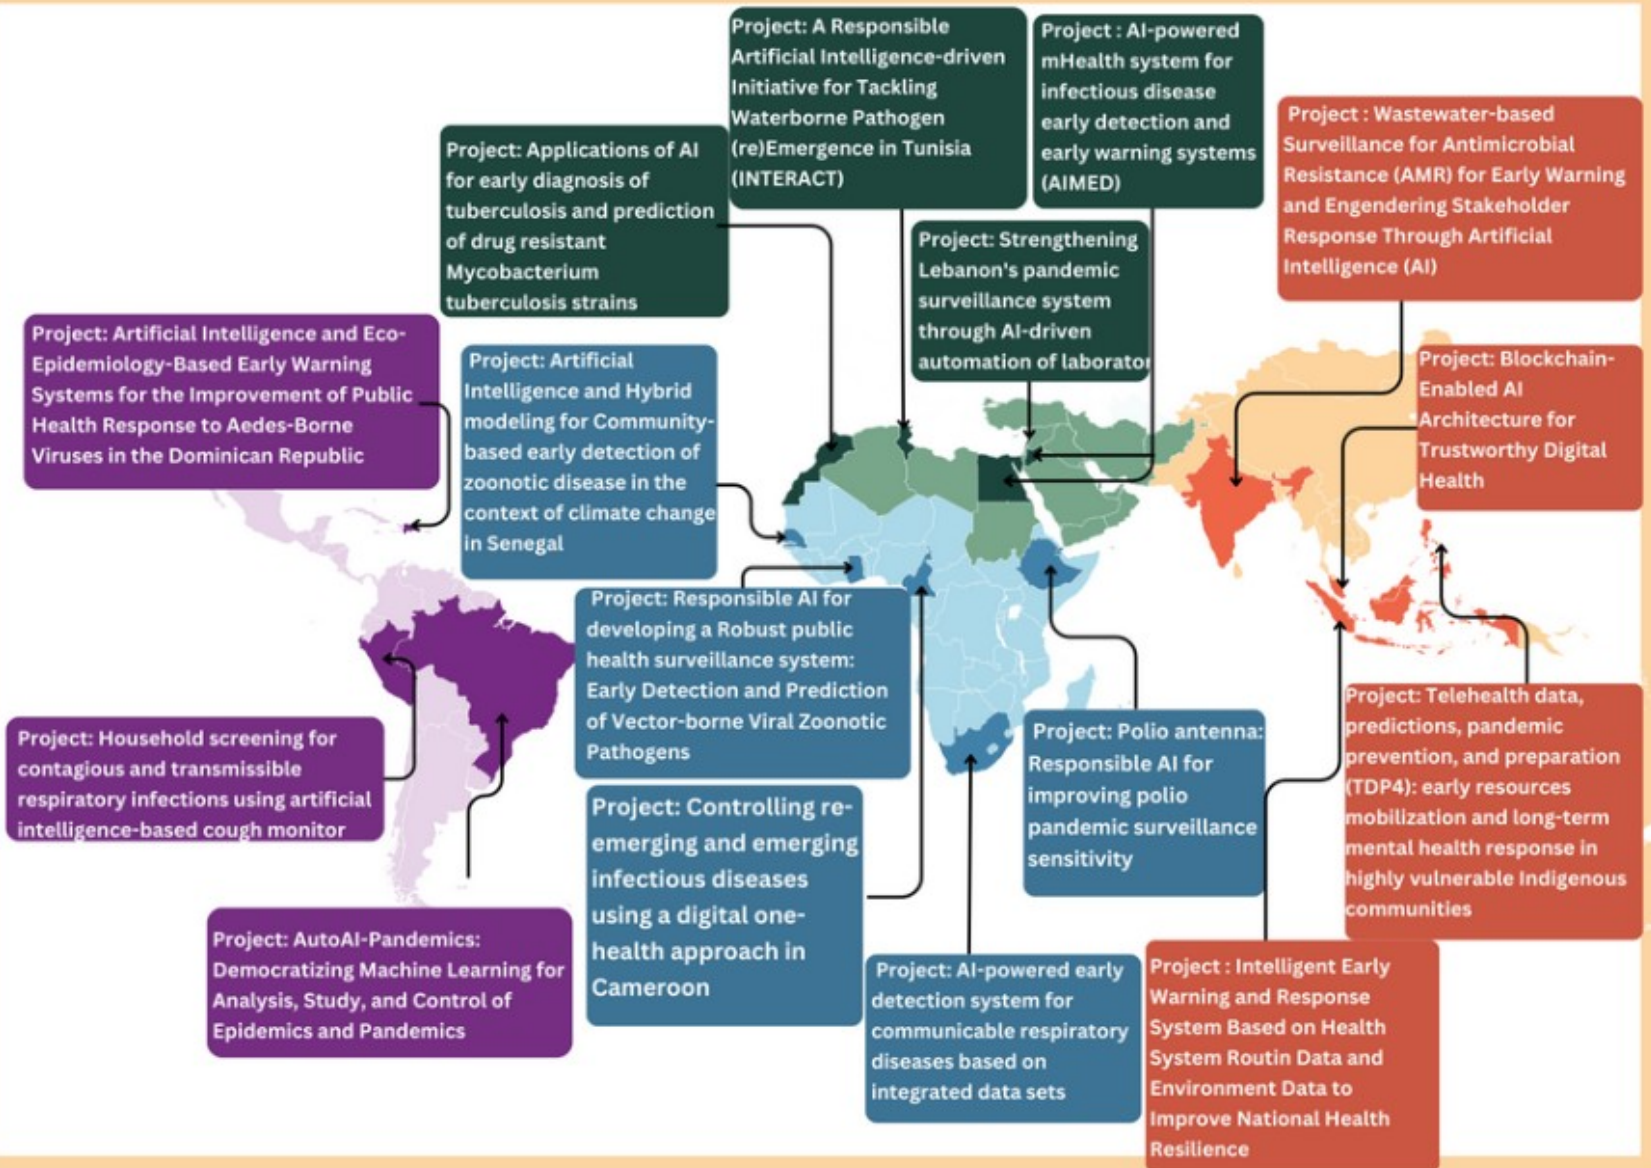 Project: A Responsible
Artificial Intelligence-driven
Initiative for Tackling
Waterborne Pathogen
(re)Emergence in Tunisia
(INTERACT)
Project : AI-powered
mHealth system for
infectious disease
early detection and
early warning systems
(AIMED)
Project : Wastewater-based
Surveillance for Antimicrobial
Resistance (AMR) for Early Warning
and Engendering Stakeholder
Response Through Artificial
Intelligence (AI)
Project: Applications of AI
for early diagnosis of
tuberculosis and prediction
of drug resistant
Mycobacterium
tuberculosis strains
Project: Strengthening
Lebanon's pandemic
surveillance system
through AI-driven
automation of laborator
Project: Artificial Intelligence and Eco-
Epidemiology-Based Early Warning
Systems for the Improvement of Public
Health Response to Aedes-Borne
Viruses in the Dominican Republic
Project: Artificial
Intelligence and Hybrid
modeling for Community-
based early detection of
zoonotic disease in the
context of climate change
in Senegal
Project: Blockchain-
Enabled AI
Architecture for
Trustworthy Digital
Health
Project: Responsible AI for
developing a Robust public
health surveillance system:
Early Detection and Prediction
of Vector-borne Viral Zoonotic
Pathogens
Project: Household screening for
contagious and transmissible
respiratory infections using artificial
intelligence-based cough monitor
Project: Polio antenna:
Responsible AI for
improving polio
pandemic surveillance
sensitivity
Project: Telehealth data,
predictions, pandemic
prevention, and preparation
(TDP4): early resources
mobilization and long-term
mental health response in
highly vulnerable Indigenous
communities
Project: Controlling re-
emerging and emerging
infectious diseases
using a digital one-
health approach in
Cameroon
Project: AutoAI-Pandemics:
Democratizing Machine Learning for
Analysis, Study, and Control of
Epidemics and Pandemics
Project: AI-powered early
detection system for
communicable respiratory
diseases based on
integrated data sets
Project : Intelligent Early
Warning and Response
System Based on Health
System Routin Data and
Environment Data to
Improve National Health
Resilience